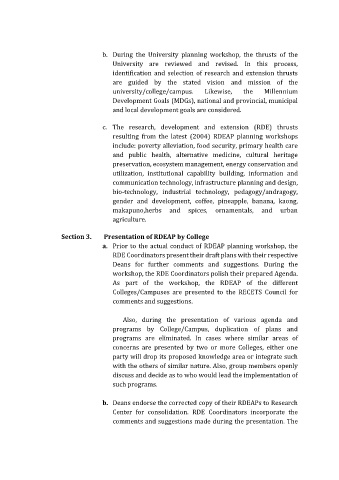 b. During the University planning workshop, the thrusts of the
University are reviewed and revised. In this process,
identification and selection of research and extension thrusts
are guided by the stated vision and mission of the
university/college/campus. Likewise, the Millennium
Development Goals (MDGs), national and provincial, municipal
and local development goals are considered.
c. The research, development and extension (RDE) thrusts
resulting from the latest (2004) RDEAP planning workshops
include: poverty alleviation, food security, primary health care
and public health, alternative medicine, cultural heritage
preservation, ecosystem management, energy conservation and
utilization, institutional capability building, information and
communication technology, infrastructure planning and design,
bio-technology, industrial technology, pedagogy/andragogy,
gender and development, coffee, pineapple, banana, kaong,
makapuno,herbs and spices, ornamentals, and urban
agriculture.
Section 3. Presentation of RDEAP by College
a. Prior to the actual conduct of RDEAP planning workshop, the
RDE Coordinators present their draft plans with their respective
Deans for further comments and suggestions. During the
workshop, the RDE Coordinators polish their prepared Agenda.
As part of the workshop, the RDEAP of the different
Colleges/Campuses are presented to the RECETS Council for
comments and suggestions.
Also, during the presentation of various agenda and
programs by College/Campus, duplication of plans and
programs are eliminated. In cases where similar areas of
concerns are presented by two or more Colleges, either one
party will drop its proposed knowledge area or integrate such
with the others of similar nature. Also, group members openly
discuss and decide as to who would lead the implementation of
such programs.
b. Deans endorse the corrected copy of their RDEAPs to Research
Center for consolidation. RDE Coordinators incorporate the
comments and suggestions made during the presentation. The